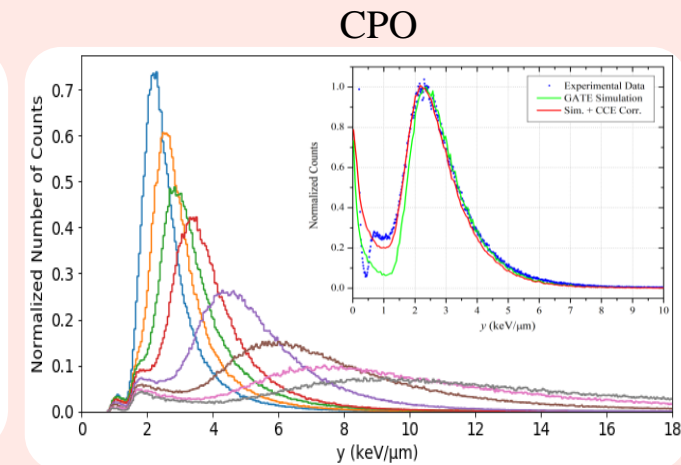 CPO
Normalized Number of Counts
0.7
0.6
0.5
0.4
0.3
0.2
0.1
0.0
0 2 4 6 8 10 12 14 16 18
y (keV/μm)
Normalized Counts
1.0
0.8
0.6
0.4
0.2
0.0
0 1 2 3 4 5 6 7 8 9 10
y (keV/μm)
Experimental Data
GATE Simulation
Sim. + CCE Corr.